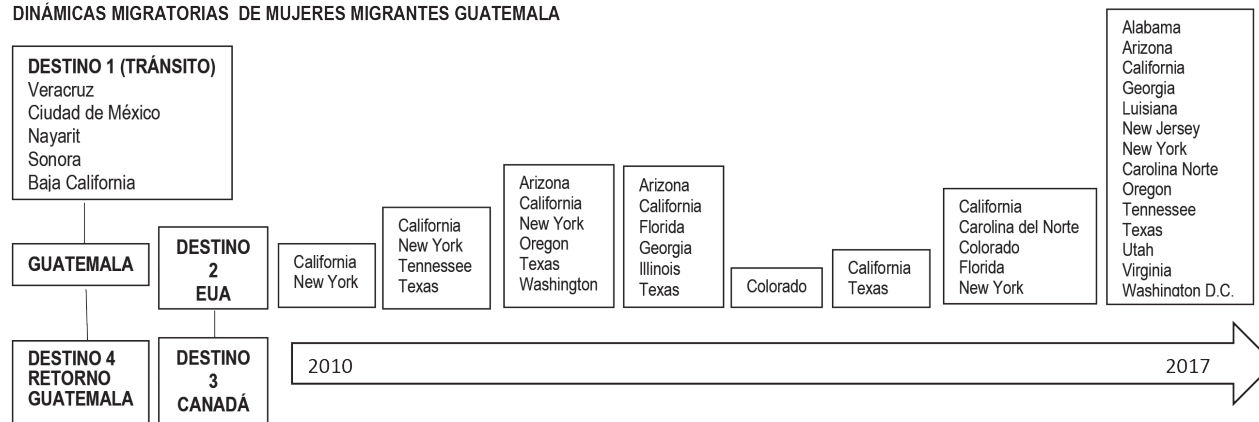 DINÁMICAS MIGRATORIAS DE MUJERES MIGRANTES GUATEMALA
DESTINO 1 (TRÁNSITO)
Veracruz
Ciudad de México
Nayarit
Sonora
Baja California
GUATEMALA
DESTINO 4
RETORNO
GUATEMALA
DESTINO
2
EUA
DESTINO
3
CANADÁ
California
New York
California
New York
Tennessee
Texas
Arizona
California
New York
Oregon
Texas
Washington
Arizona
California
Florida
Georgia
Illinois
Texas
Colorado
California
Texas
California
Carolina del Norte
Colorado
Florida
New York
Alabama
Arizona
California
Georgia
Luisiana
New Jersey
New York
Carolina Norte
Oregon
Tennessee
Texas
Utah
Virginia
Washington D.C.
2010
2017